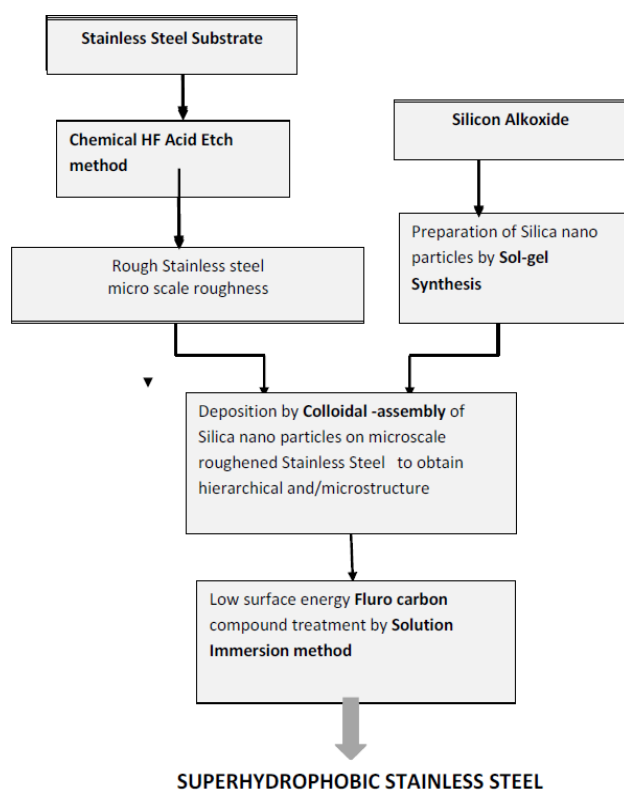 Stainless Steel Substrate
Chemical HF Acid Etch
method
Rough Stainless steel
micro scale roughness
Silicon Alkoxide
Preparation of Silica nano
particles by Sol-gel
Synthesis
Deposition by Colloidal -assembly of
Silica nano particles on microscale
roughened Stainless Steel to obtain
hierarchical and/microstructure
Low surface energy Fluro carbon
compound treatment by Solution
Immersion method
SUPERHYDROPHOBIC STAINLESS STEEL